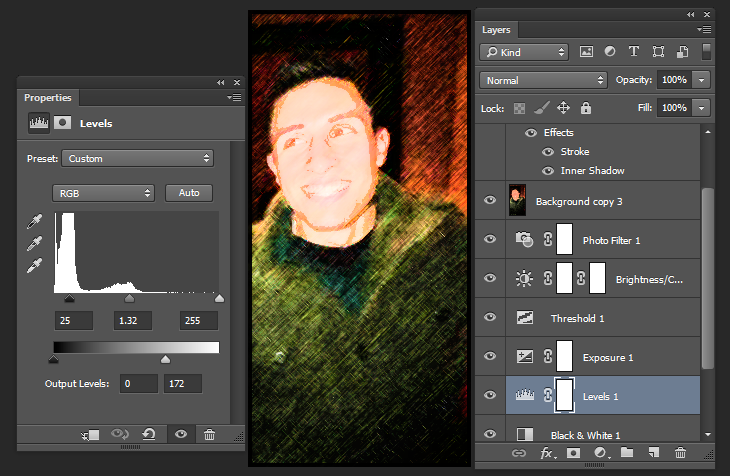 Properties
Levels
Preset: Custom
RGB Auto
25 1.32 255
Output Levels: 0 172
Layers
Kind
Normal Opacity: 100%
Lock: Fill: 100%
Effects
Stroke
Inner Shadow
Background copy 3
Photo Filter 1
Brightness/C...
Threshold 1
Exposure 1
Levels 1
Black & White 1
fx